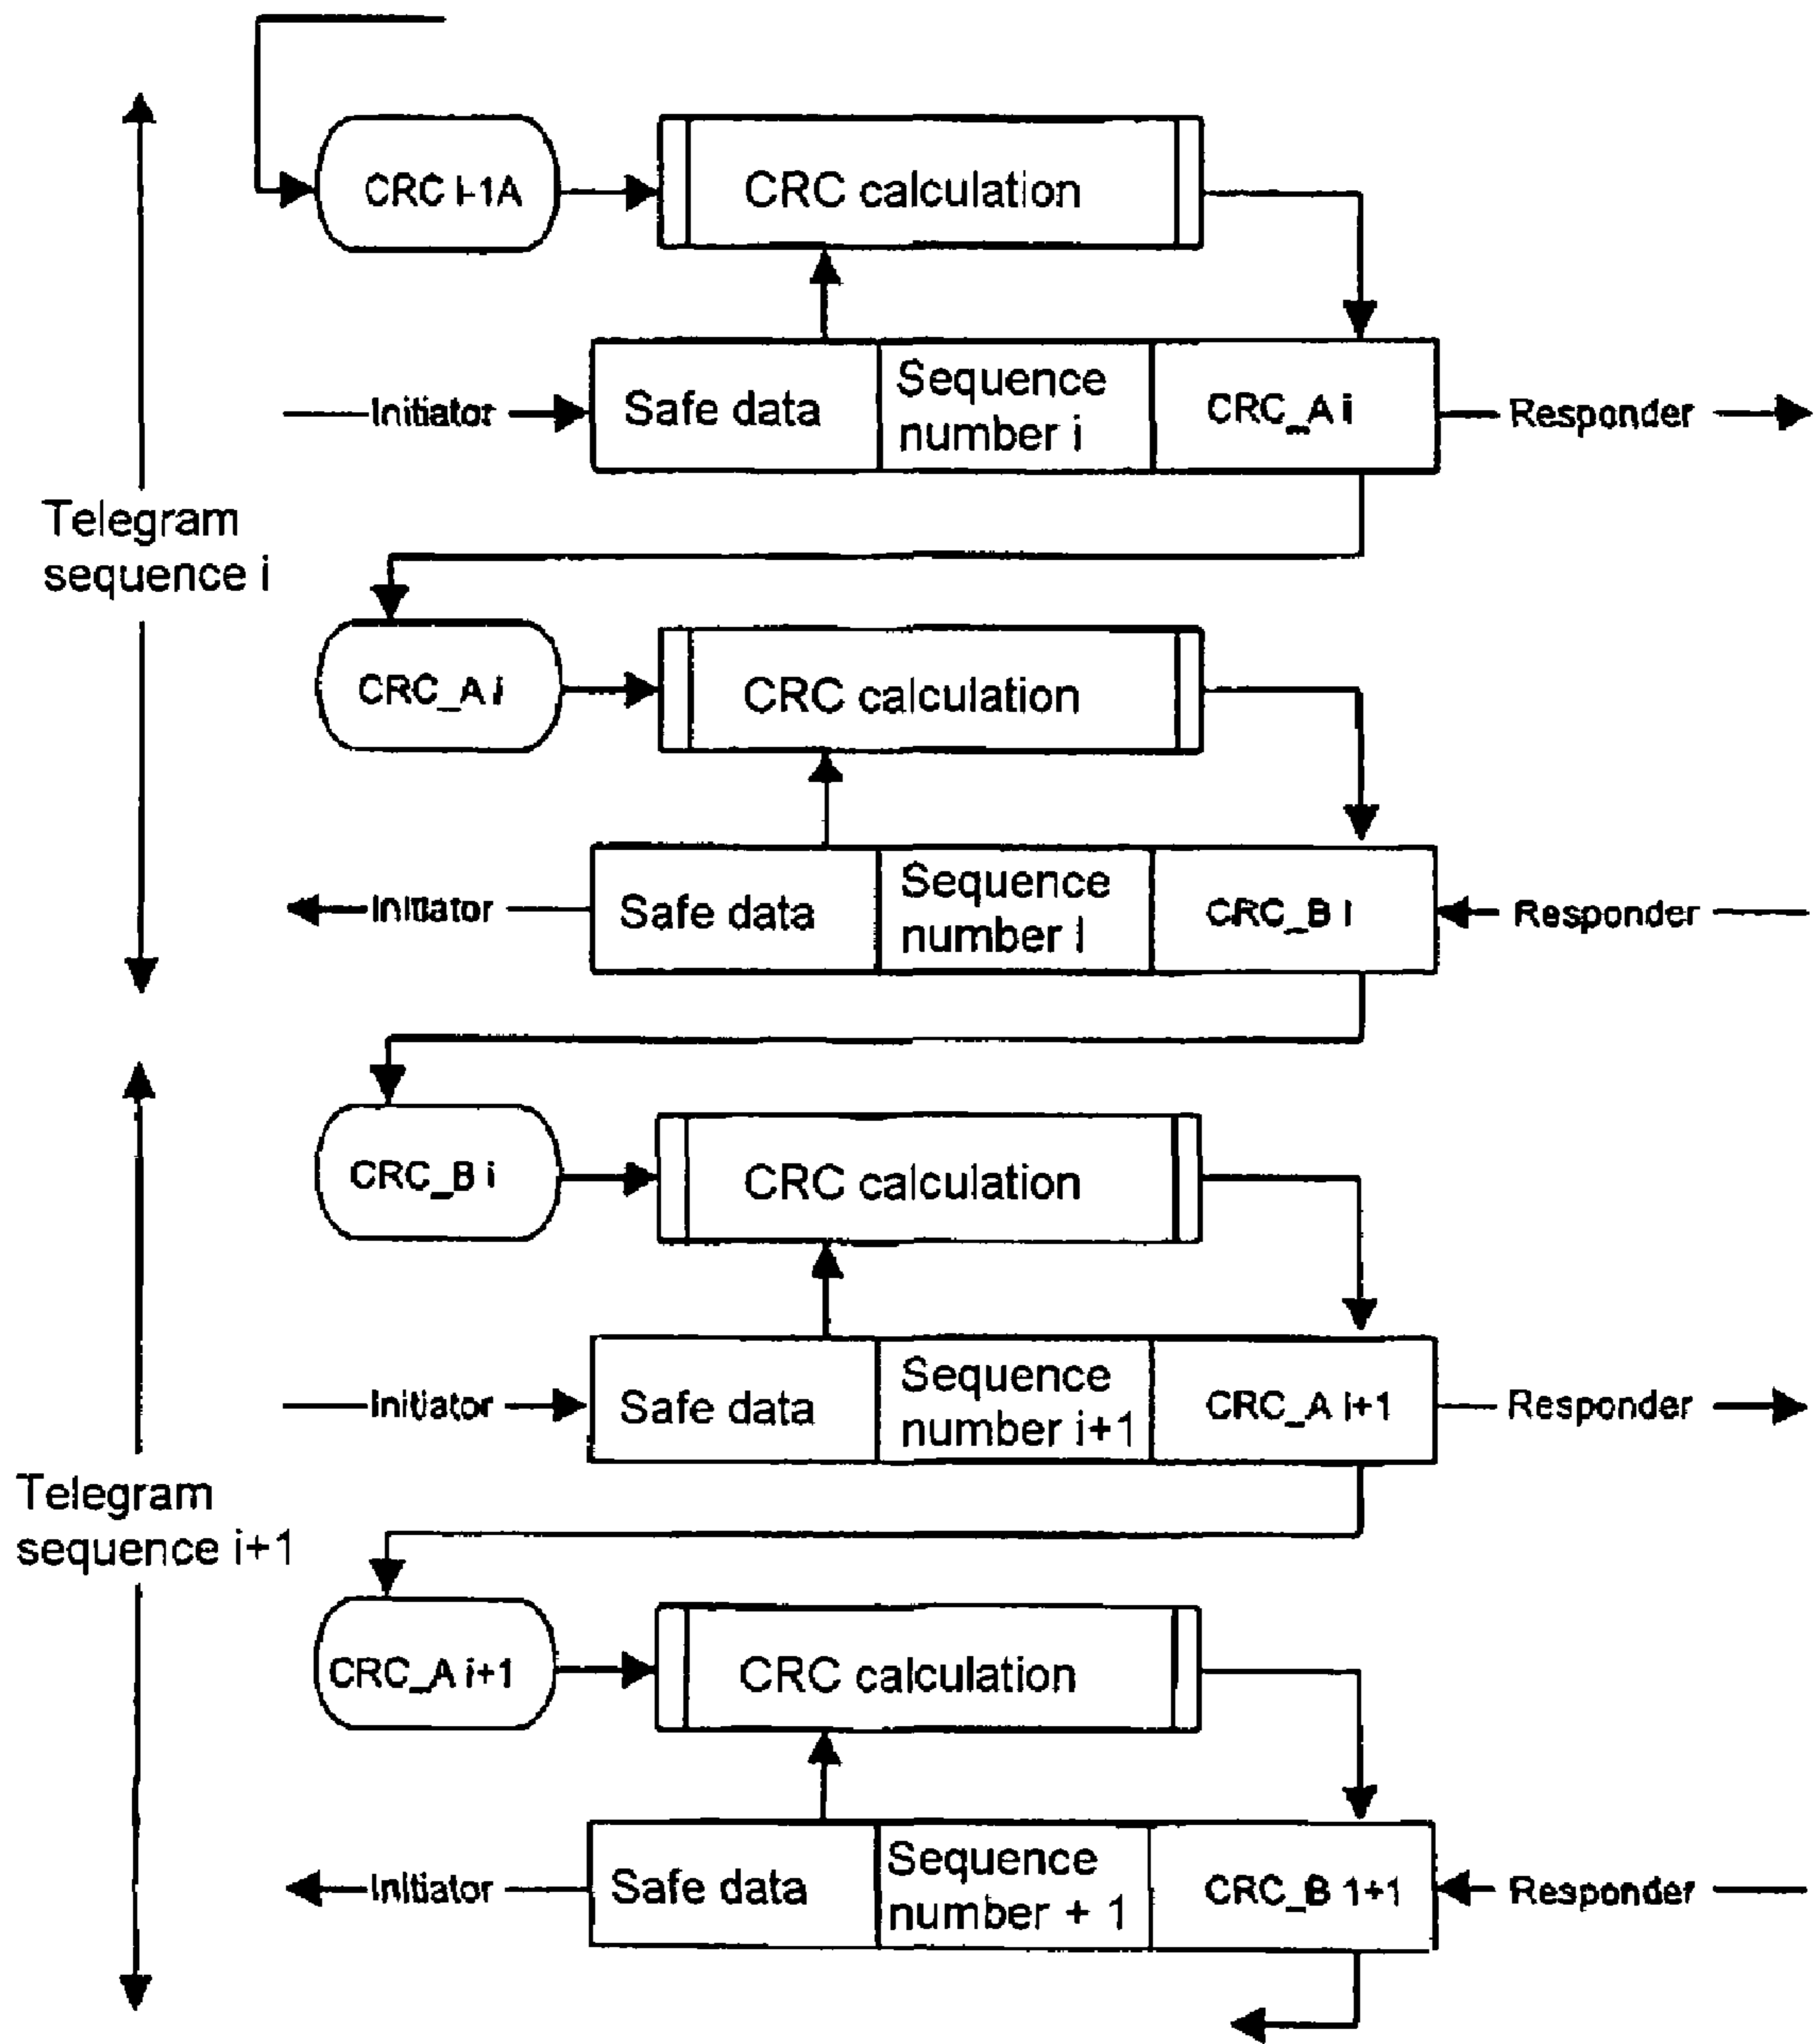 CRC i-1A
CRC calculation
Initiator
Safe data
Sequence
number i
CRC_A i
Responder
Telegram
sequence i
CRC_A i
CRC calculation
Initiator
Safe data
Sequence
number I
CRC_B I
Responder
CRC_B i
CRC calculation
Initiator
Safe data
Sequence
number i+1
CRC_A i+1
Responder
Telegram
sequence i+1
CRC_A i+1
CRC calculation
Initiator
Safe data
Sequence
number + 1
CRC_B 1+1
Responder